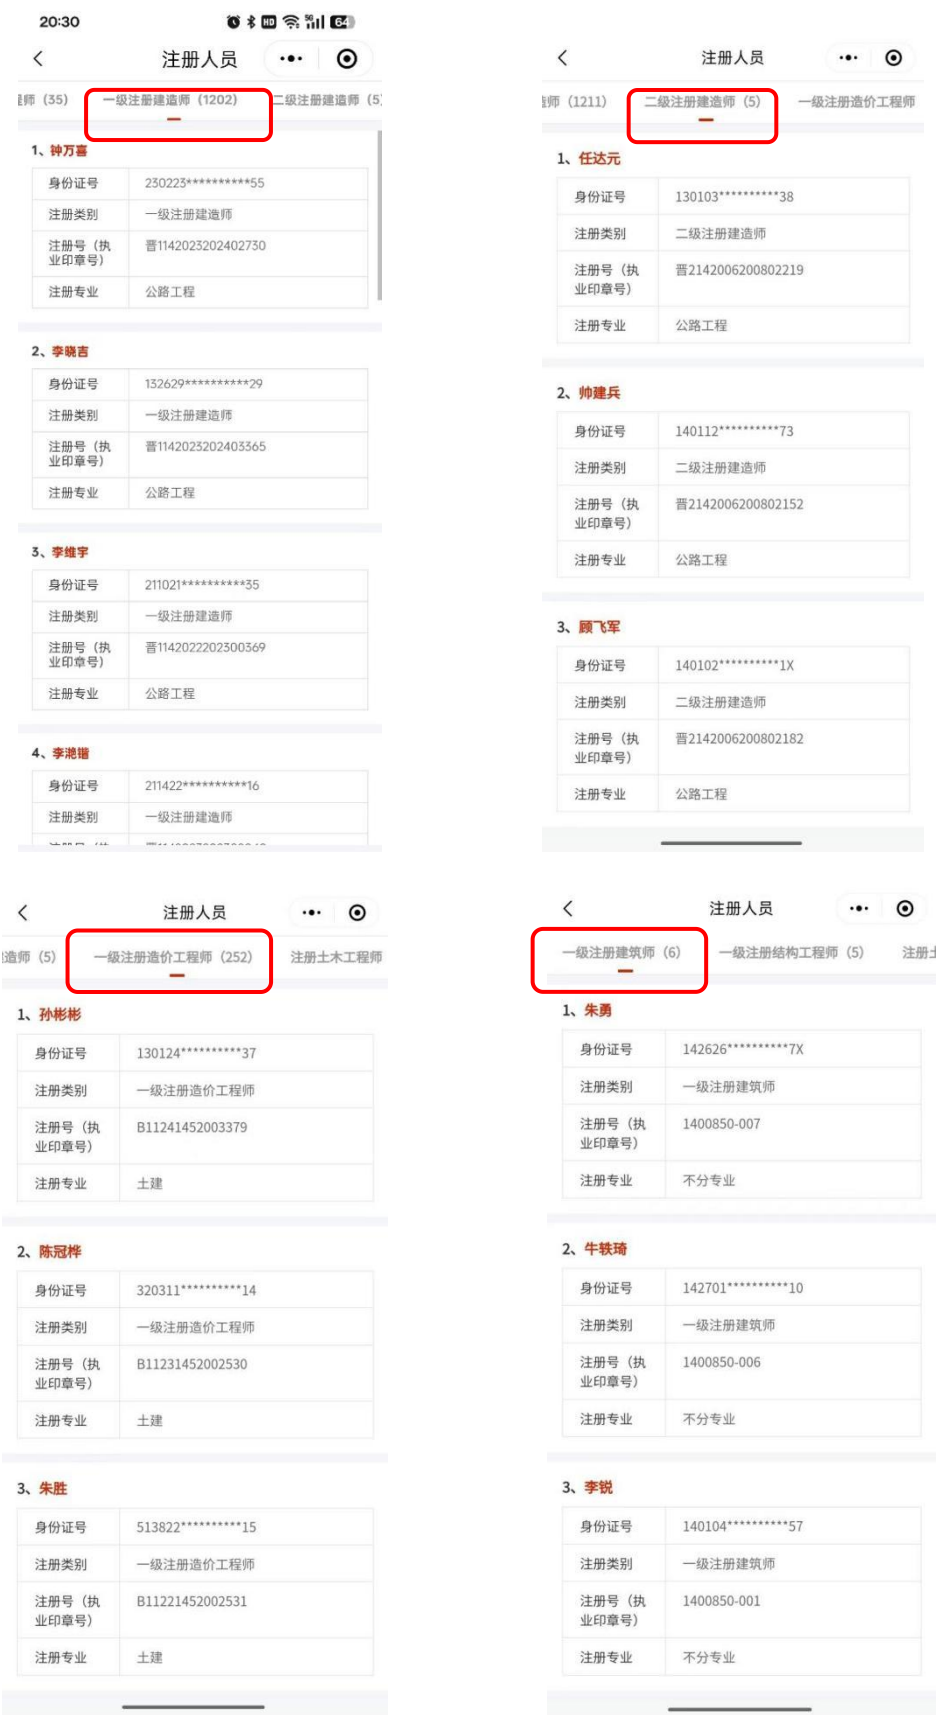 20:30
HD 5G 64
注册人员
程师（35） 一级注册建造师（1202） 二级注册建造师（5
1、钟万喜
身份证号 230223**********55
注册类别 一级注册建造师
注册号（执
业印章号） 晋1142023202402730
注册专业 公路工程
2、李晓吉
身份证号 132629**********29
注册类别 一级注册建造师
注册号（执
业印章号） 晋1142023202403365
注册专业 公路工程
3、李维宇
身份证号 211021**********35
注册类别 一级注册建造师
注册号（执
业印章号） 晋1142022202300369
注册专业 公路工程
4、李滟锴
身份证号 211422**********16
注册类别 一级注册建造师
注册人员
造师（1211） 二级注册建造师（5） 一级注册造价工程师
1、任达元
身份证号 130103**********38
注册类别 二级注册建造师
注册号（执
业印章号） 晋2142006200802219
注册专业 公路工程
2、帅建兵
身份证号 140112**********73
注册类别 二级注册建造师
注册号（执
业印章号） 晋2142006200802152
注册专业 公路工程
3、顾飞军
身份证号 140102**********1X
注册类别 二级注册建造师
注册号（执
业印章号） 晋2142006200802182
注册专业 公路工程
注册人员
建造师（5） 一级注册造价工程师（252） 注册土木工程师
1、孙彬彬
身份证号 130124**********37
注册类别 一级注册造价工程师
注册号（执
业印章号） B11241452003379
注册专业 土建
2、陈冠桦
身份证号 320311**********14
注册类别 一级注册造价工程师
注册号（执
业印章号） B11231452002530
注册专业 土建
3、朱胜
身份证号 513822**********15
注册类别 一级注册造价工程师
注册号（执
业印章号） B11221452002531
注册专业 土建
注册人员
一级注册建筑师（6） 一级注册结构工程师（5） 注册土
1、朱勇
身份证号 142626**********7X
注册类别 一级注册建筑师
注册号（执
业印章号） 1400850-007
注册专业 不分专业
2、牛轶琦
身份证号 142701**********10
注册类别 一级注册建筑师
注册号（执
业印章号） 1400850-006
注册专业 不分专业
3、李锐
身份证号 140104**********57
注册类别 一级注册建筑师
注册号（执
业印章号） 1400850-001
注册专业 不分专业